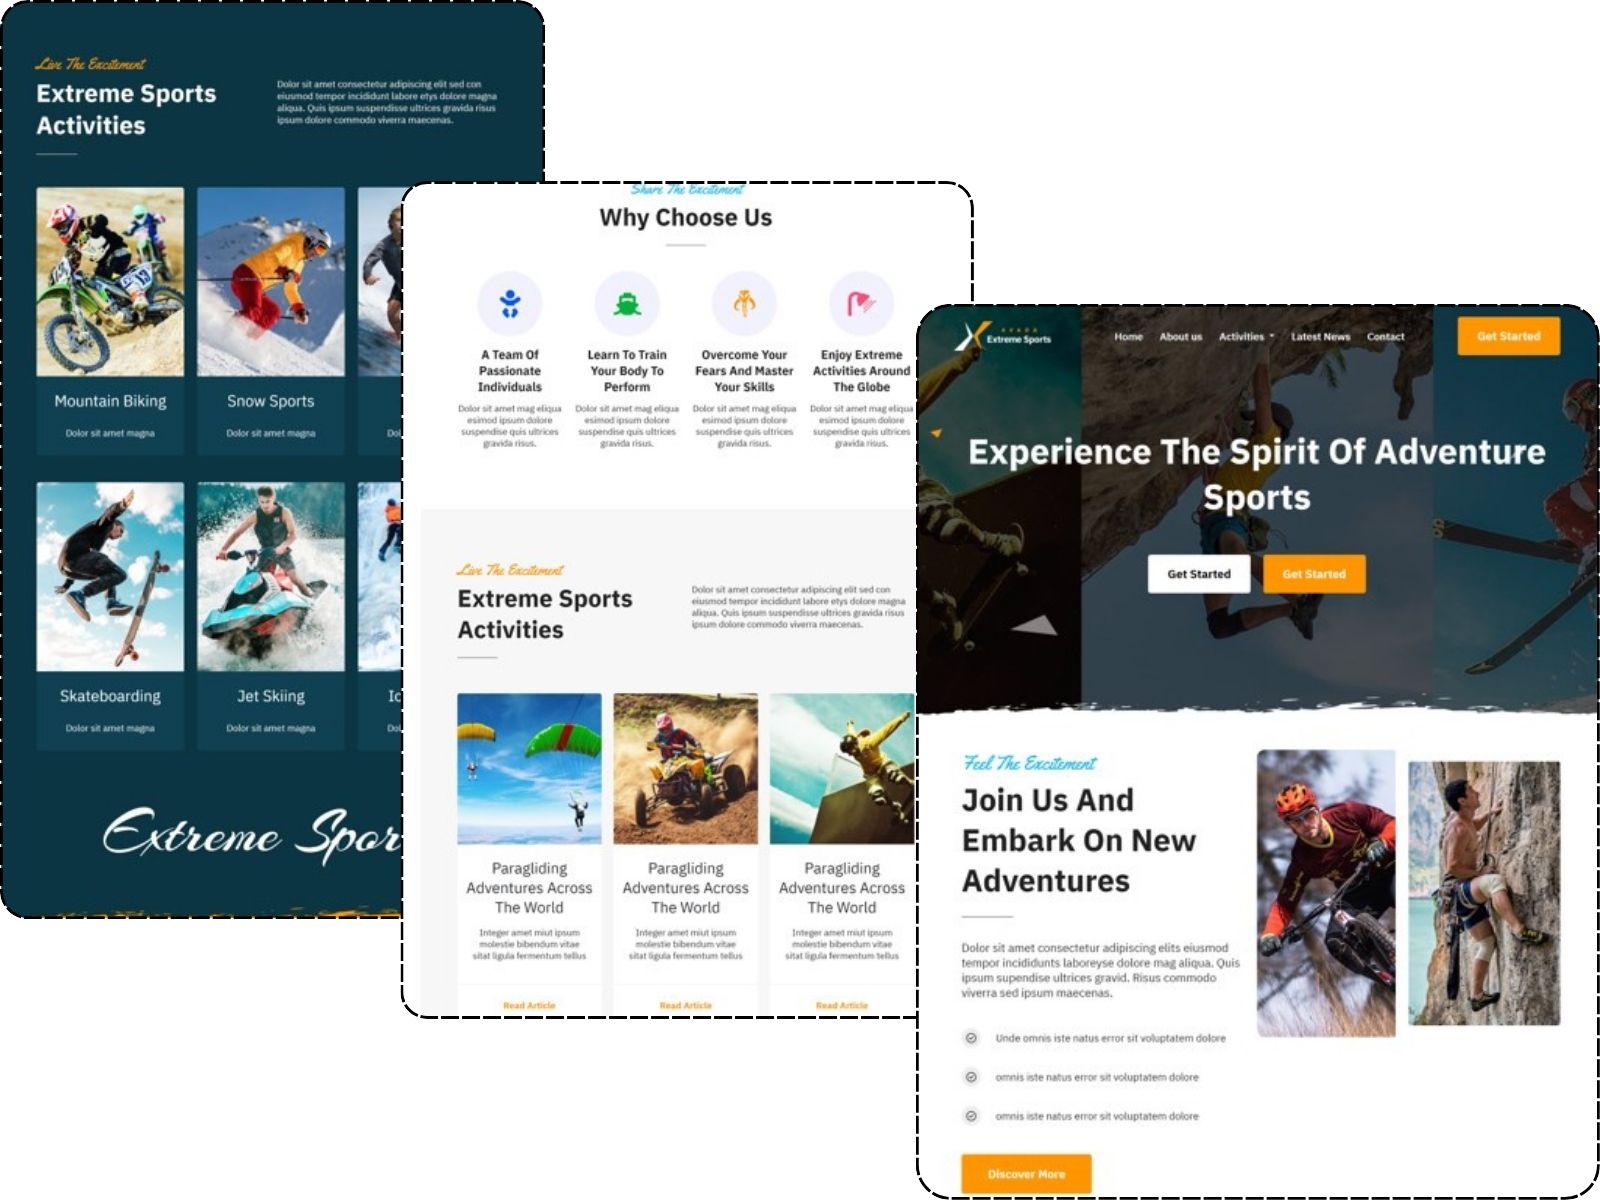 Live The Excitement
Extreme Sports
Activities
Dolor sit amet consectetur adipiscing elit sed con
eiusmod tempor incididunt labore etys dolore magna
aliqua. Quis ipsum suspendisse ultrices gravida risus
ipsum dolore commodo viverra maecenas.
Mountain Biking
Dolor sit amet magna
Snow Sports
Dolor sit amet magna
Skateboarding
Dolor sit amet magna
Jet Skiing
Dolor sit amet magna
Extreme Spor
Share The Excitement
Why Choose Us
A Team Of
Passionate
Individuals
Dolor sit amet mag eliqua
esimod ipsum dolore
suspendise quis ultrices
gravida risus.
Learn To Train
Your Body To
Perform
Dolor sit amet mag eliqua
esimod ipsum dolore
suspendise quis ultrices
gravida risus.
Overcome Your
Fears And Master
Your Skills
Dolor sit amet mag eliqua
esimod ipsum dolore
suspendise quis ultrices
gravida risus.
Enjoy Extreme
Activities Around
The Globe
Dolor sit amet mag eliqua
esimod ipsum dolore
suspendise quis ultrices
gravida risus.
Live The Excitement
Extreme Sports
Activities
Dolor sit amet consectetur adipiscing elit sed con
eiusmod tempor incididunt labore etys dolore magna
aliqua. Quis ipsum suspendisse ultrices gravida risus
ipsum dolore commodo viverra maecenas.
Paragliding
Adventures Across
The World
Integer amet miut ipsum
molestie bibendum vitae
sitat ligula fermentum tellus
Read Article
Paragliding
Adventures Across
The World
Integer amet miut ipsum
molestie bibendum vitae
sitat ligula fermentum tellus
Read Article
Paragliding
Adventures Across
The World
Integer amet miut ipsum
molestie bibendum vitae
sitat ligula fermentum tellus
Read Article
AVADA
Extreme Sports
Home About us Activities Latest News Contact
Get Started
Experience The Spirit Of Adventure
Sports
Get Started Get Started
Feel The Excitement
Join Us And
Embark On New
Adventures
Dolor sit amet consectetur adipiscing elits eiusmod
tempor incididunts laboreyse dolore mag aliqua. Quis
ipsum supendise ultrices gravid. Risus commodo
viverra sed ipsum maecenas.
Unde omnis iste natus error sit voluptatem dolore
omnis iste natus error sit voluptatem dolore
omnis iste natus error sit voluptatem dolore
Discover More